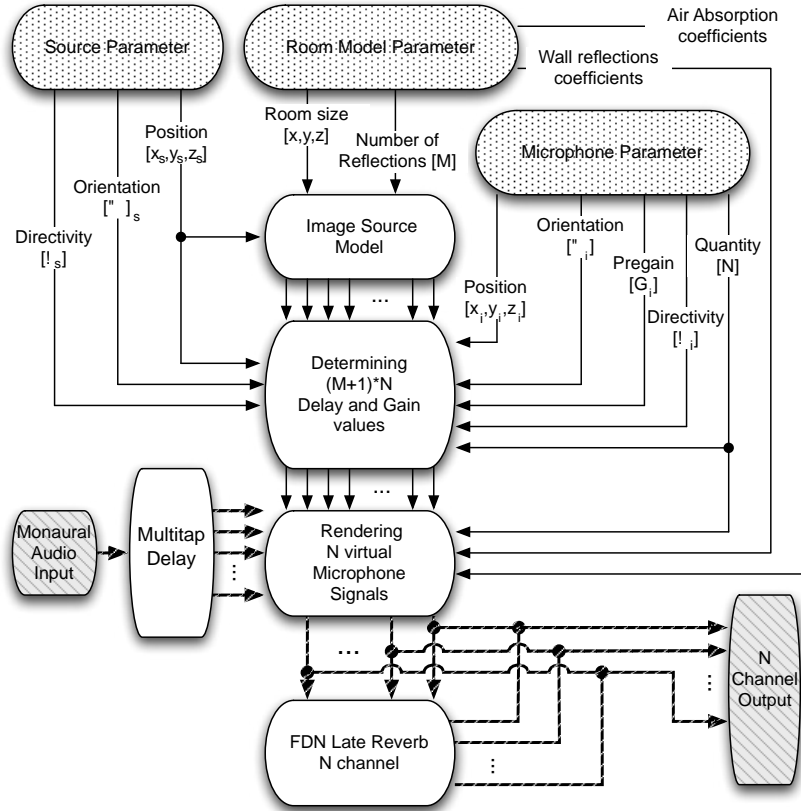 Source Parameter
Room Model Parameter
Air Absorption
coefficients
Wall reflections
coefficients
Room size
[x,y,z]
Number of
Reflections [M]
Position
[xs,ys,zs]
Orientation
[" ]s
Directivity
[!s]
Microphone Parameter
Image Source
Model
Orientation
["i]
Quantity
[N]
Pregain
[Gi]
Position
[xi,yi,zi]
Directivity
[!i]
...
Determining
(M+1)*N
Delay and Gain
values
...
Monaural
Audio
Input
Multitap
Delay
...
Rendering
N virtual
Microphone
Signals
...
...
N
Channel
Output
...
...
FDN Late Reverb
N channel
...